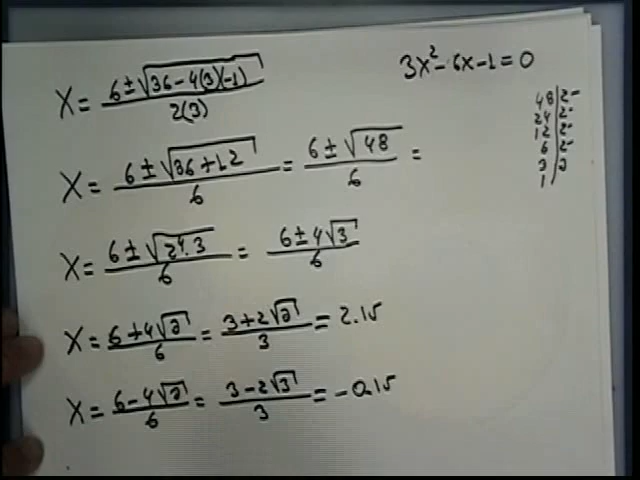 3x² - 6x - 1 = 0
x = (6 ± √(36 - 4(3)(-1))) / 2(3)
48 | 2
24 | 2
12 | 2
6 | 2
3 | 3
1 |
x = (6 ± √(36 + 12)) / 6 = (6 ± √48) / 6 =
x = (6 ± √(2⁴·3)) / 6 = (6 ± 4√3) / 6
x = (6 + 4√3) / 6 = (3 + 2√3) / 3 = 2.15
x = (6 - 4√3) / 6 = (3 - 2√3) / 3 = -0.15